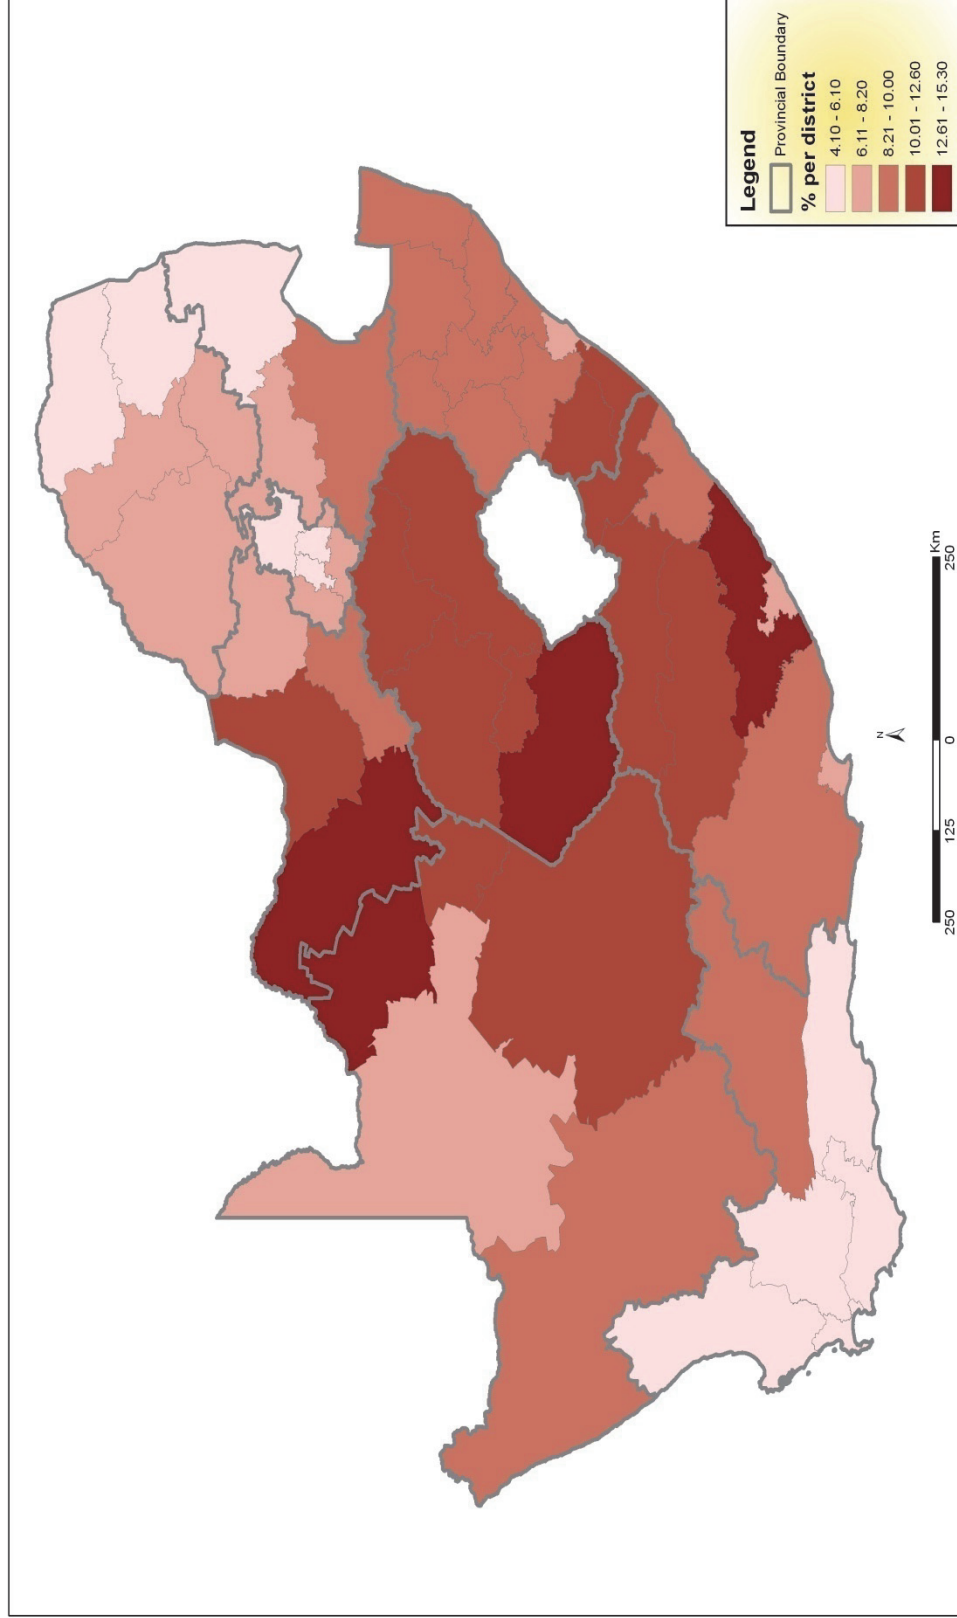 Legend
Provincial Boundary
% per district
4.10 - 6.10
6.11 - 8.20
8.21 - 10.00
10.01 - 12.60
12.61 - 15.30
N
250 125 0 250
Km